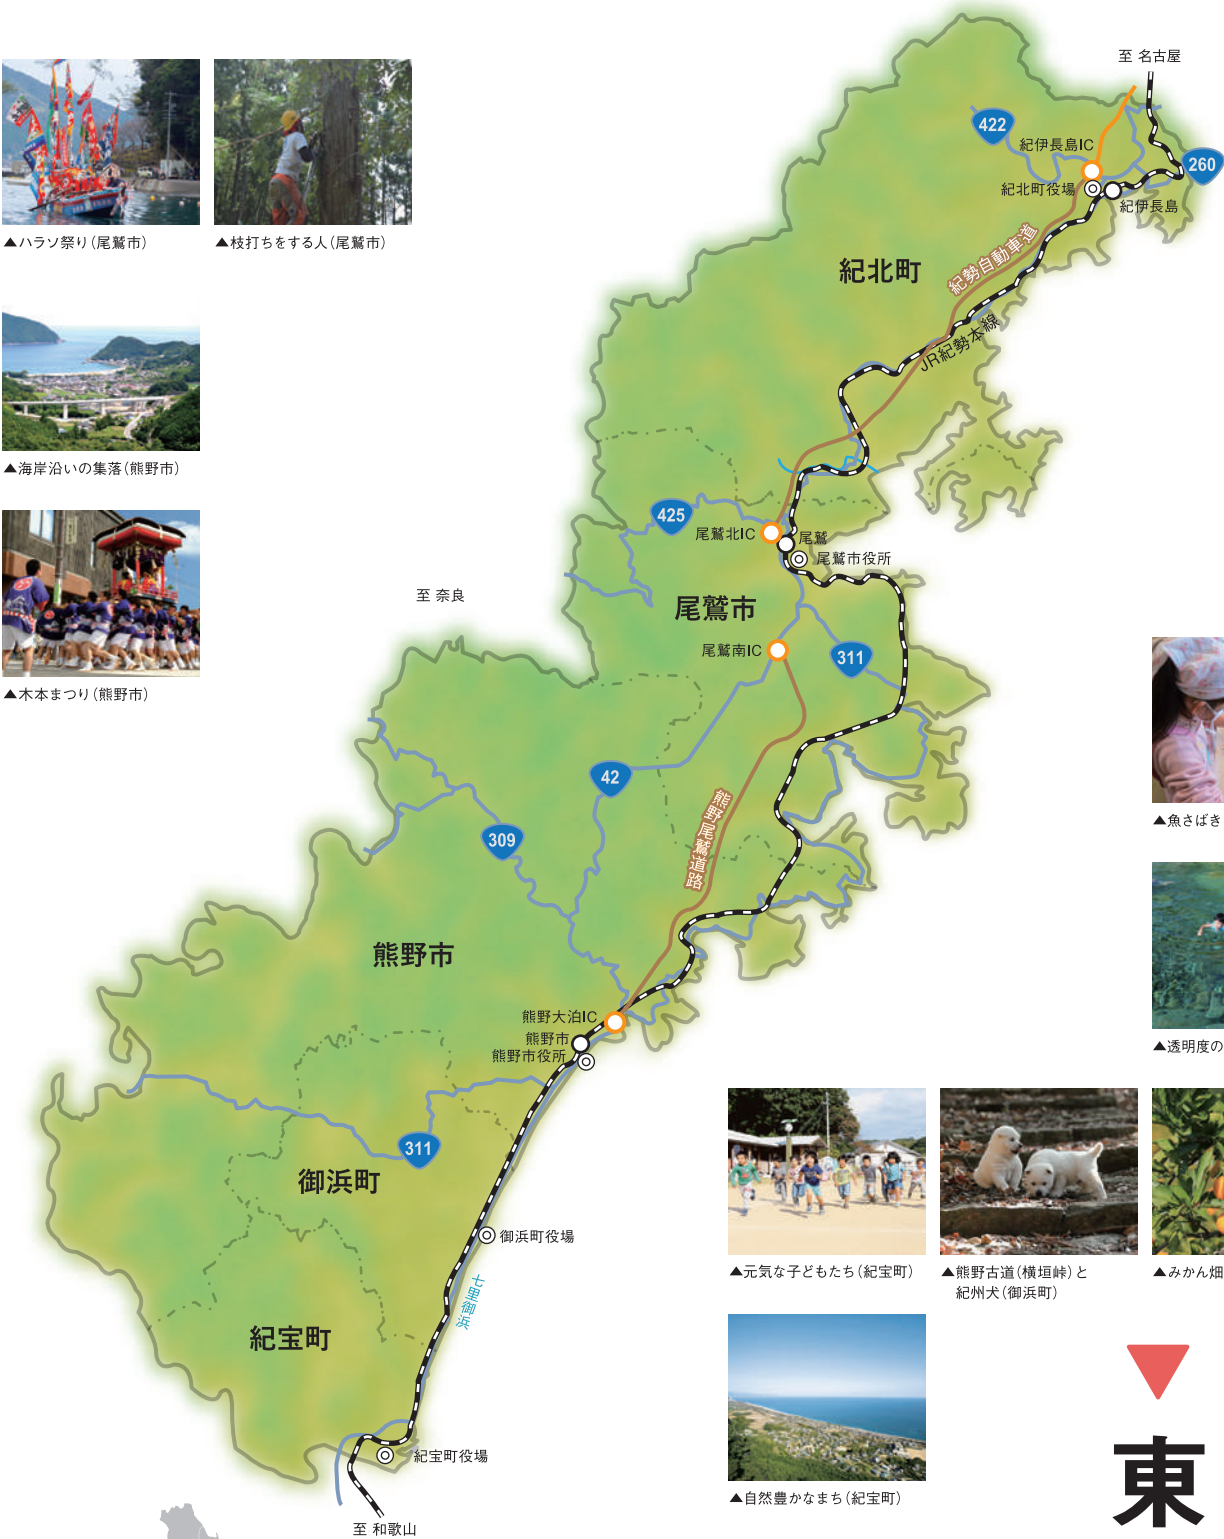 至 名古屋
422
紀伊長島IC
260
紀北町役場
紀伊長島
▲ハラソ祭り(尾鷲市)
▲枝打ちをする人(尾鷲市)
紀勢自動車道
紀北町
JR紀勢本線
▲海岸沿いの集落(熊野市)
425
尾鷲北IC
尾鷲
尾鷲市役所
至 奈良
尾鷲市
尾鷲南IC
311
▲木本まつり(熊野市)
42
熊野尾鷲道路
309
▲魚さばき
熊野市
熊野大泊IC
熊野市
熊野市役所
▲透明度の
311
御浜町
御浜町役場
七里御浜
▲元気な子どもたち(紀宝町)
▲熊野古道(横垣峠)と
紀州犬(御浜町)
▲みかん畑
紀宝町
紀宝町役場
▲自然豊かなまち(紀宝町)
至 和歌山
▼
東